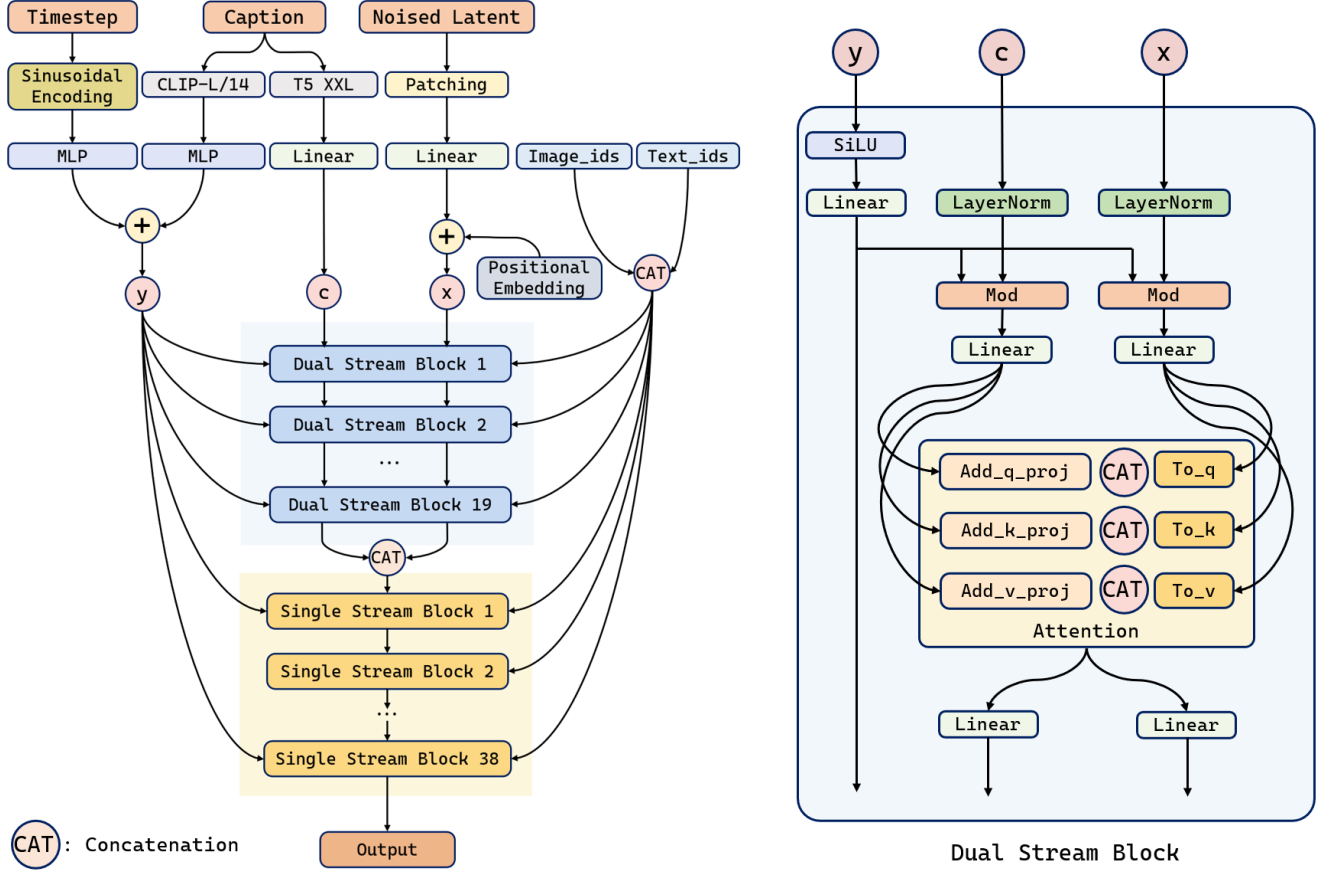 Timestep
Caption
Noised Latent
Sinusoidal
Encoding
CLIP-L/14
T5 XXL
Patching
MLP
MLP
Linear
Linear
Image_ids
Text_ids
+
+
Positional
Embedding
CAT
y
c
x
Dual Stream Block 1
Dual Stream Block 2
...
Dual Stream Block 19
CAT
Single Stream Block 1
Single Stream Block 2
...
Single Stream Block 38
Output
CAT: Concatenation
y
c
x
SiLU
Linear
LayerNorm
LayerNorm
Mod
Mod
Linear
Linear
Add_q_proj
CAT
To_q
Add_k_proj
CAT
To_k
Add_v_proj
CAT
To_v
Attention
Linear
Linear
Dual Stream Block